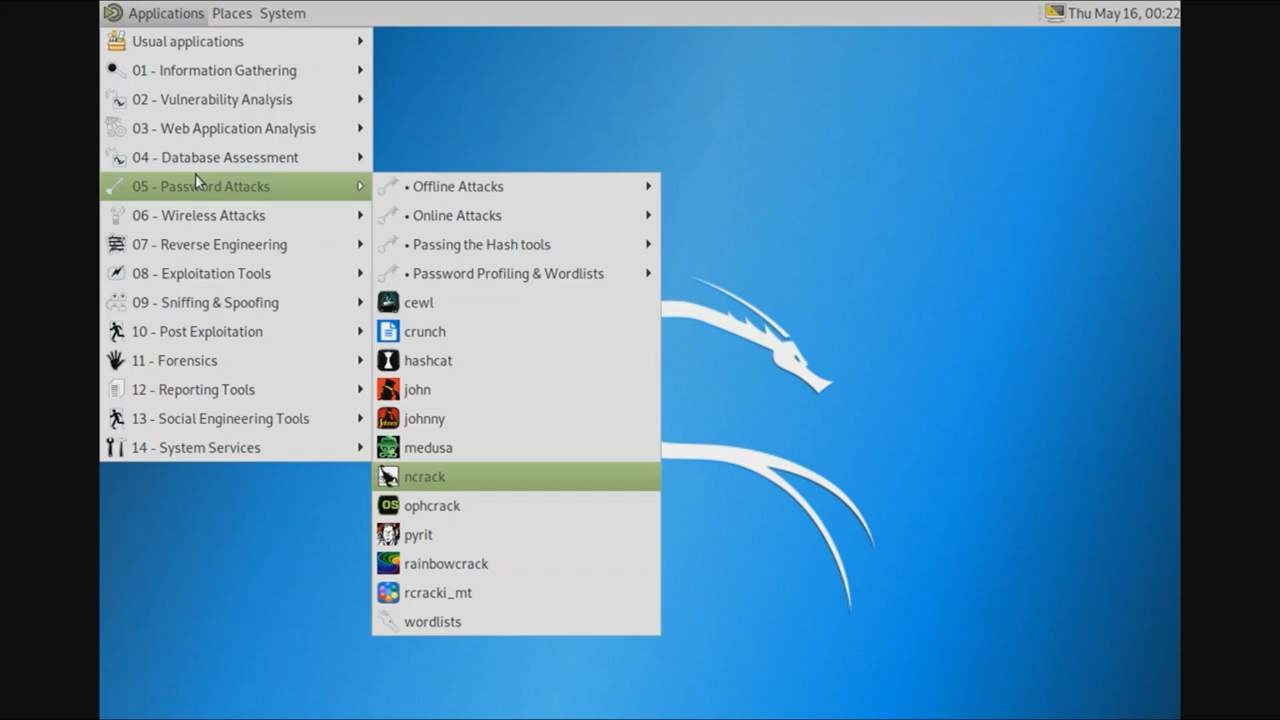 Applications Places System Thu May 16, 00:22
Usual applications
01 - Information Gathering
02 - Vulnerability Analysis
03 - Web Application Analysis
04 - Database Assessment
05 - Password Attacks
06 - Wireless Attacks
07 - Reverse Engineering
08 - Exploitation Tools
09 - Sniffing & Spoofing
10 - Post Exploitation
11 - Forensics
12 - Reporting Tools
13 - Social Engineering Tools
14 - System Services
• Offline Attacks
• Online Attacks
• Passing the Hash tools
• Password Profiling & Wordlists
cewl
crunch
hashcat
john
johnny
medusa
ncrack
OS ophcrack
pyrit
rainbowcrack
rcracki_mt
wordlists